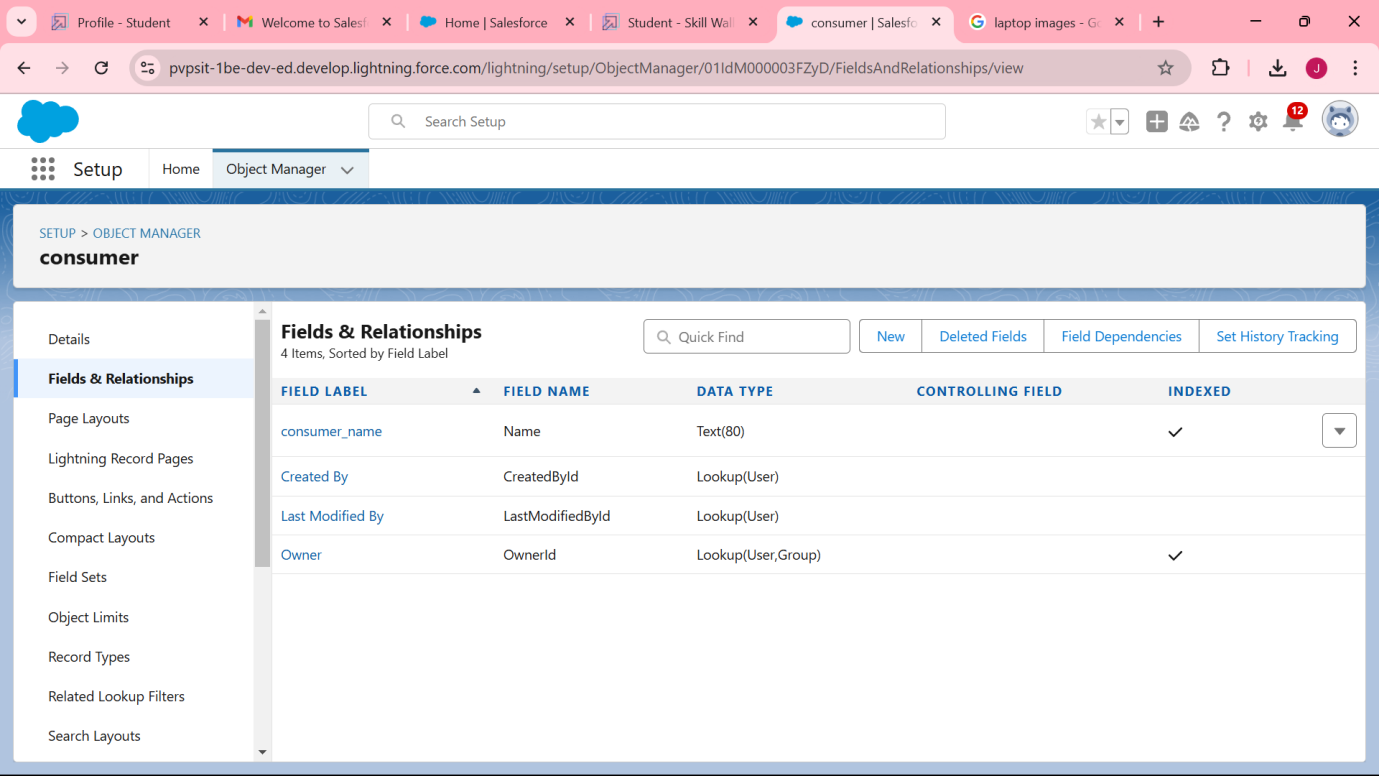 Profile - Student
Welcome to Salesf
Home | Salesforce
Student - Skill Wall
consumer | Salesfo
laptop images - Go
pvpsit-1be-dev-ed.develop.lightning.force.com/lightning/setup/ObjectManager/01IdM000003FZyD/FieldsAndRelationships/view
J
Search Setup
12
Setup
Home
Object Manager
SETUP > OBJECT MANAGER
consumer
Details
Fields & Relationships
Page Layouts
Lightning Record Pages
Buttons, Links, and Actions
Compact Layouts
Field Sets
Object Limits
Record Types
Related Lookup Filters
Search Layouts
Fields & Relationships
4 Items, Sorted by Field Label
Quick Find
New
Deleted Fields
Field Dependencies
Set History Tracking
FIELD LABEL FIELD NAME DATA TYPE CONTROLLING FIELD INDEXED
consumer_name Name Text(80)
Created By CreatedById Lookup(User)
Last Modified By LastModifiedById Lookup(User)
Owner OwnerId Lookup(User,Group)